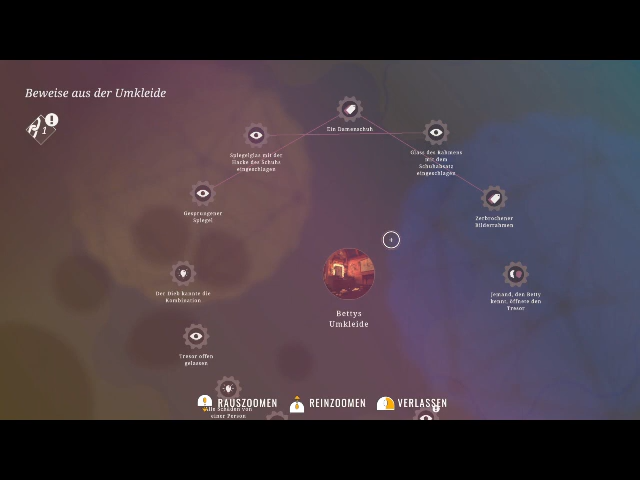 Beweise aus der Umkleide
1
Ein Damenschuh
Spiegelglas mit der
Hacke des Schuhs
eingeschlagen
Glass des Rahmens
mit dem
Schuhabsatz
eingeschlagen
Gesprungener
Spiegel
Zerbrochener
Bilderrahmen
Der Dieb kannte die
Kombination
Jemand, den Betty
kennt, öffnete den
Tresor
Bettys
Umkleide
Tresor offen
gelassen
Alle Schäden von
einer Person
RAUSZOOMEN
REINZOOMEN
VERLASSEN